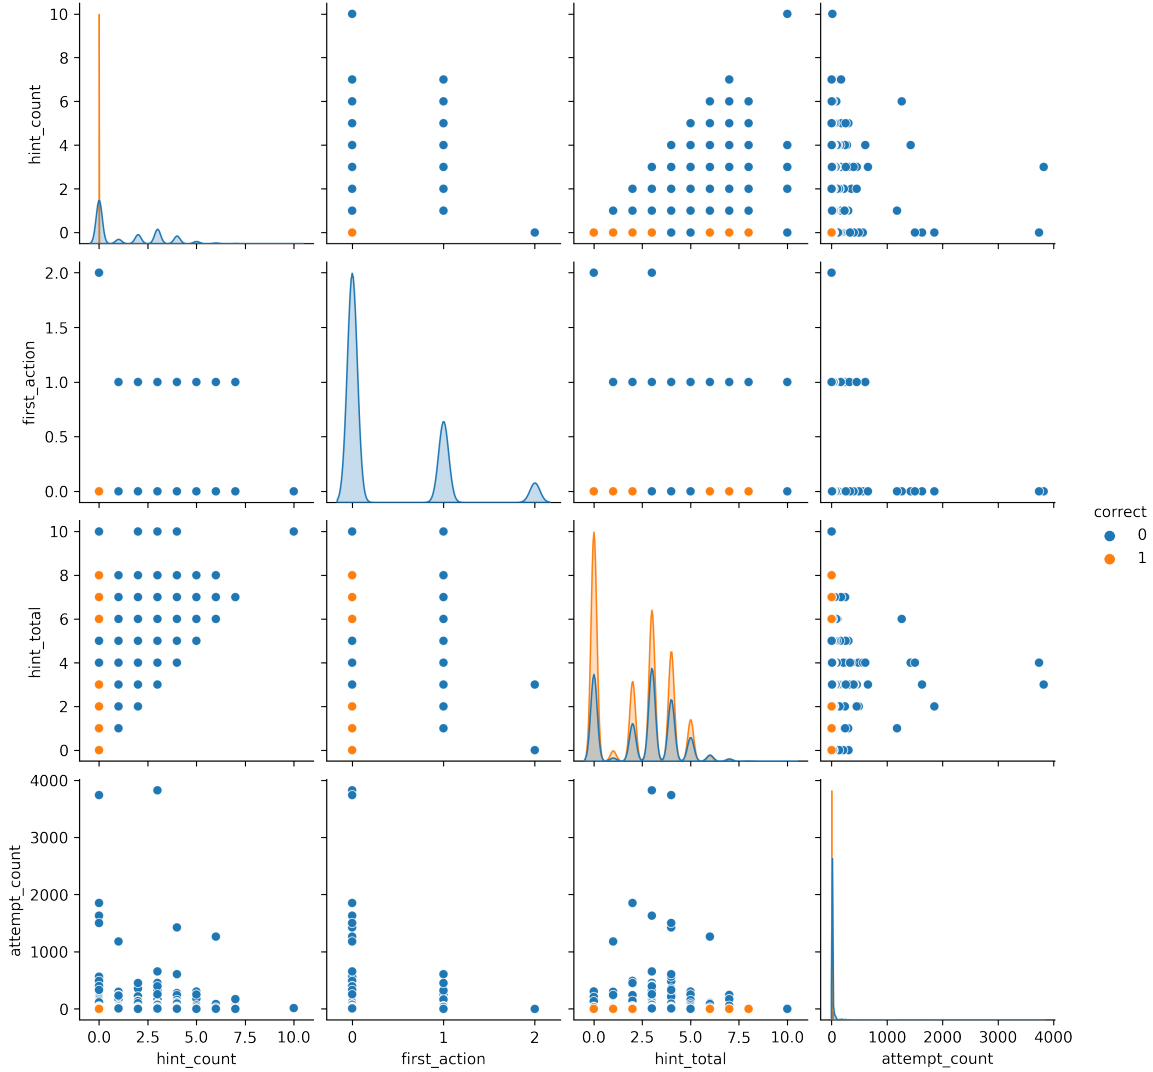 10
8
6
4
2
0
hint_count
2.0
1.5
1.0
0.5
0.0
first_action
correct
0
1
10
8
6
4
2
0
hint_total
4000
3000
2000
1000
0
attempt_count
0.0 2.5 5.0 7.5 10.0
0 1 2
0.0 2.5 5.0 7.5 10.0
0 1000 2000 3000 4000
hint_count first_action hint_total attempt_count